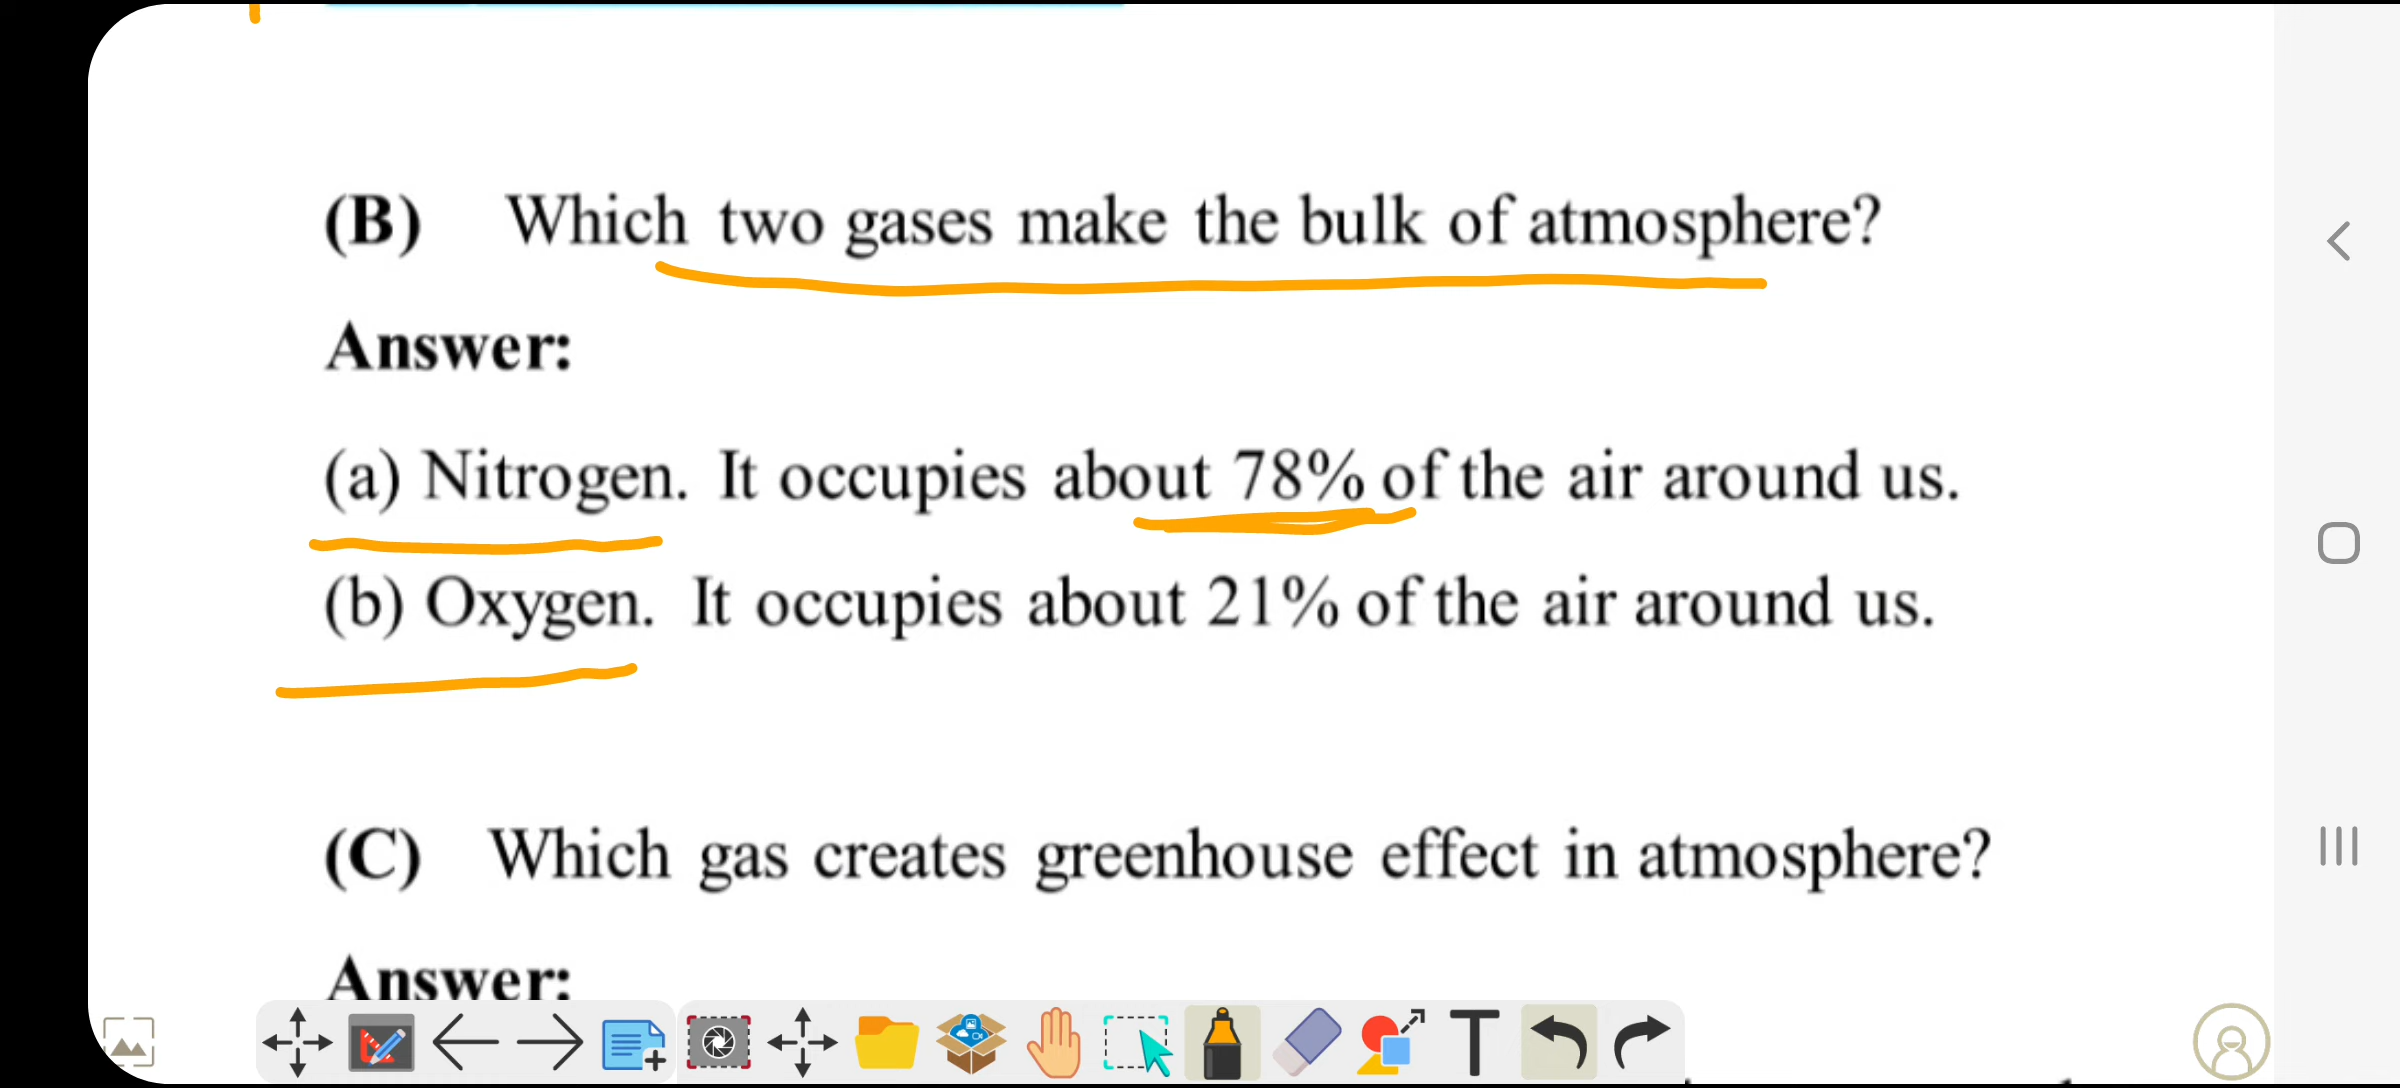 (B) Which two gases make the bulk of atmosphere?
Answer:
(a) Nitrogen. It occupies about 78% of the air around us.
(b) Oxygen. It occupies about 21% of the air around us.
(C) Which gas creates greenhouse effect in atmosphere?
Answer: